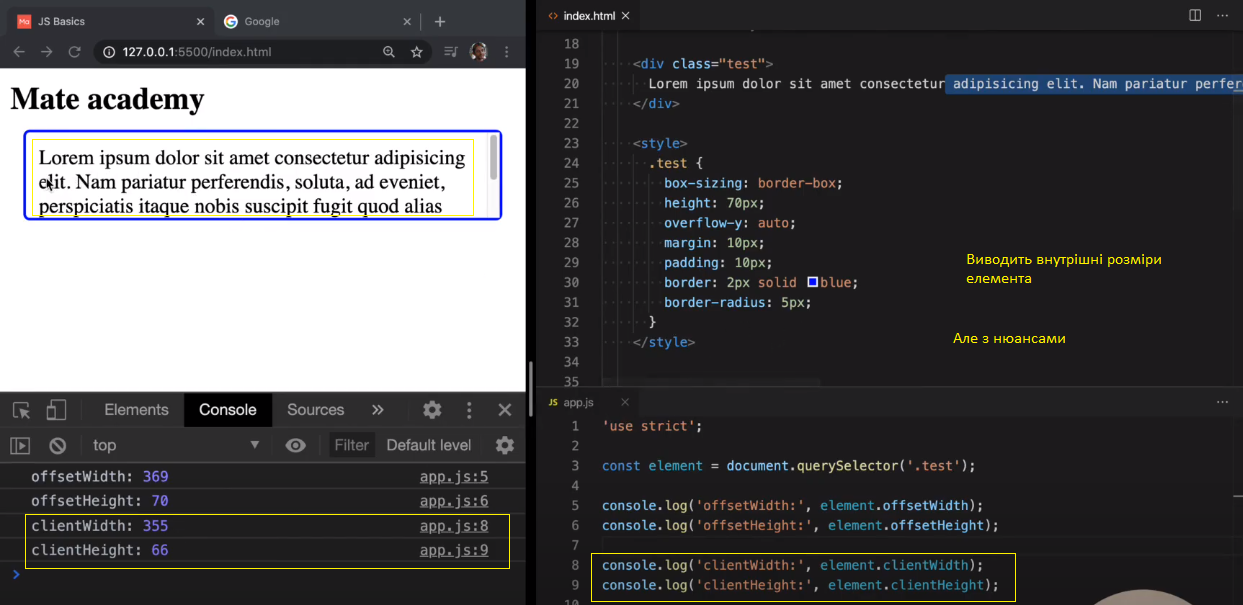 JS Basics
Google
127.0.0.1:5500/index.html
Mate academy
Lorem ipsum dolor sit amet consectetur adipisicing
elit. Nam pariatur perferendis, soluta, ad eveniet,
perspiciatis itaque nobis suscipit fugit quod alias
Elements Console Sources
top Filter Default level
offsetWidth: 369 app.js:5
offsetHeight: 70 app.js:6
clientWidth: 355 app.js:8
clientHeight: 66 app.js:9
index.html
18
19 <div class="test">
20 Lorem ipsum dolor sit amet consectetur adipisicing elit. Nam pariatur perfer
21 </div>
22
23 <style>
24 .test {
25 box-sizing: border-box;
26 height: 70px;
27 overflow-y: auto;
28 margin: 10px;
29 padding: 10px;
30 border: 2px solid blue;
31 border-radius: 5px;
32 }
33 </style>
34
35
Виводить внутрішні розміри
елемента
Але з нюансами
JS app.js
1 'use strict';
2
3 const element = document.querySelector('.test');
4
5 console.log('offsetWidth:', element.offsetWidth);
6 console.log('offsetHeight:', element.offsetHeight);
7
8 console.log('clientWidth:', element.clientWidth);
9 console.log('clientHeight:', element.clientHeight);
10